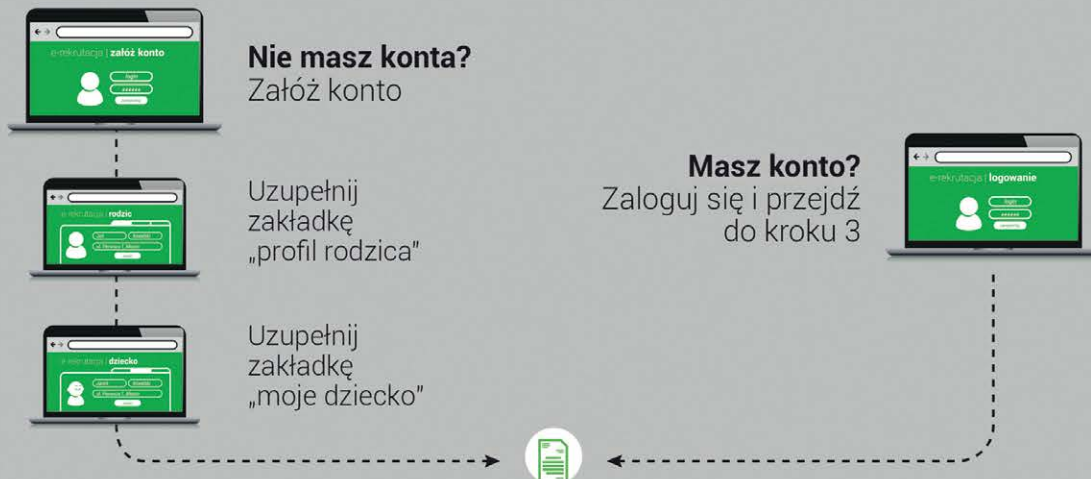 e-rekrutacja | załóż konto
login
Nie masz konta?
Załóż konto
e-rekrutacja | rodzic
Uzupełnij
zakładkę
„profil rodzica”
e-rekrutacja | dziecko
Uzupełnij
zakładkę
„moje dziecko”
Masz konto?
Zaloguj się i przejdź
do kroku 3
e-rekrutacja | logowanie
login